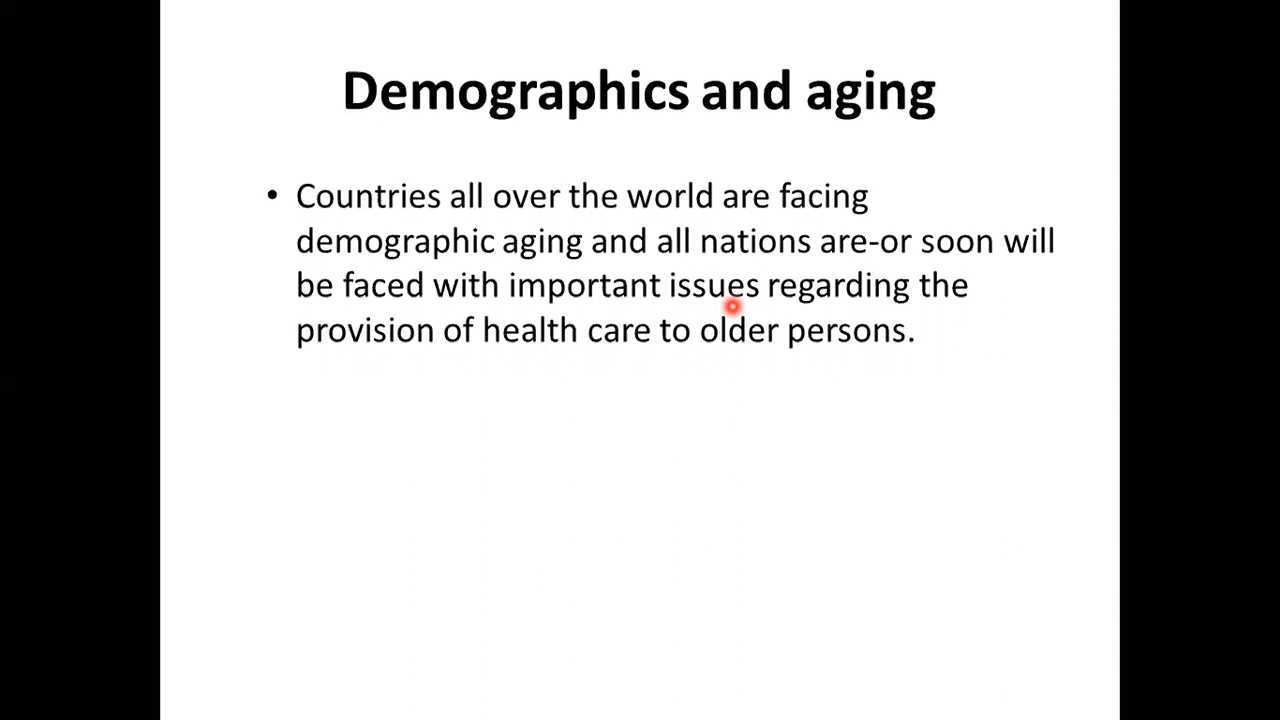 Demographics and aging
• Countries all over the world are facing
demographic aging and all nations are-or soon will
be faced with important issues regarding the
provision of health care to older persons.